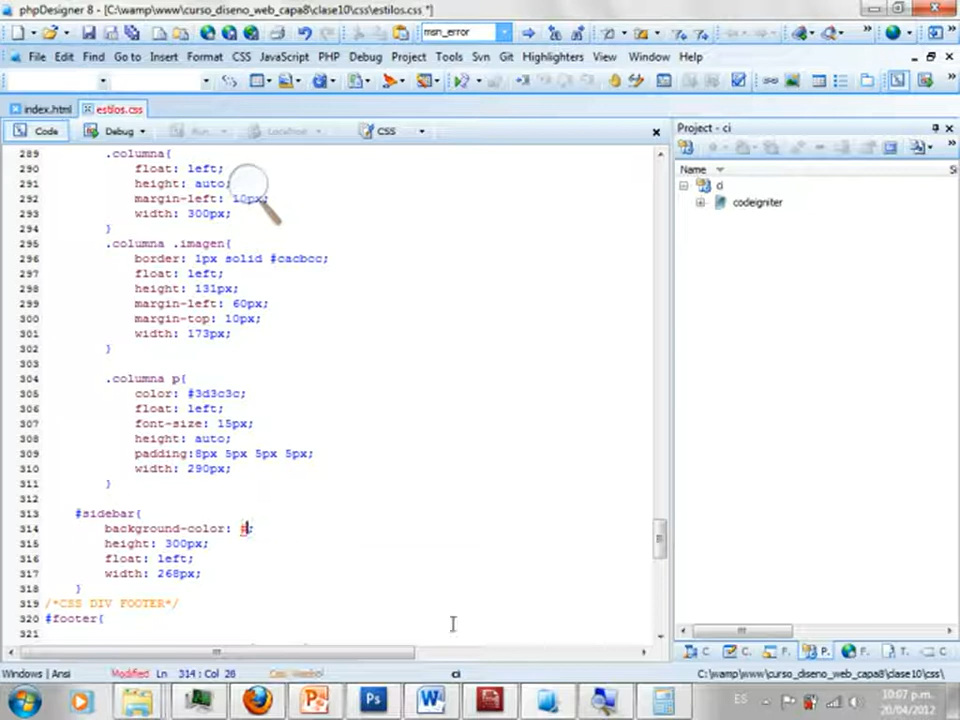 phpDesigner 8 - [C:\wamp\www\curso_diseno_web_capa8\clase10\css\estilos.css *]
msn_error
File Edit Find Go to Insert Format CSS JavaScript PHP Debug Project Tools Svn Git Highlighters View Window Help
index.html estilos.css
Code Debug Run Localhost CSS
Project - ci
Name
ci
codeigniter
289 .columna{
290 float: left;
291 height: auto;
292 margin-left: 10px;
293 width: 300px;
294 }
295 .columna .imagen{
296 border: 1px solid #cacbcc;
297 float: left;
298 height: 131px;
299 margin-left: 60px;
300 margin-top: 10px;
301 width: 173px;
302 }
303
304 .columna p{
305 color: #3d3c3c;
306 float: left;
307 font-size: 15px;
308 height: auto;
309 padding:8px 5px 5px 5px;
310 width: 290px;
311 }
312
313 #sidebar{
314 background-color: #;
315 height: 300px;
316 float: left;
317 width: 268px;
318 }
319 /*CSS DIV FOOTER*/
320 #footer{
321
C. C. F. P. F. T. C
Windows | Ansi Modified Ln 314 : Col 26 ci C:\wamp\www\curso_diseno_web_capa8\clase10\css\
ES
10:07 p.m.
20/04/2012